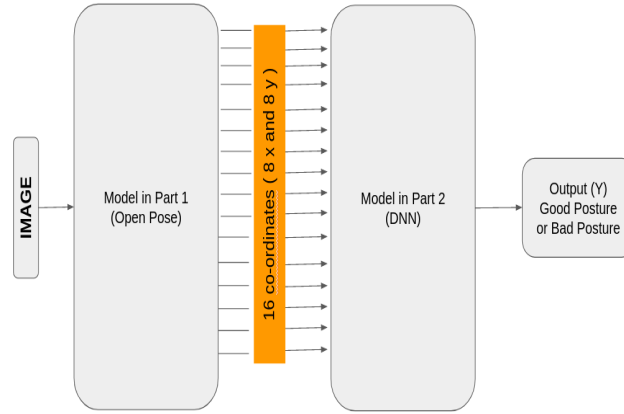 IMAGE
Model in Part 1
(Open Pose)
16 co-ordinates ( 8 x and 8 y )
Model in Part 2
(DNN)
Output (Y)
Good Posture
or Bad Posture